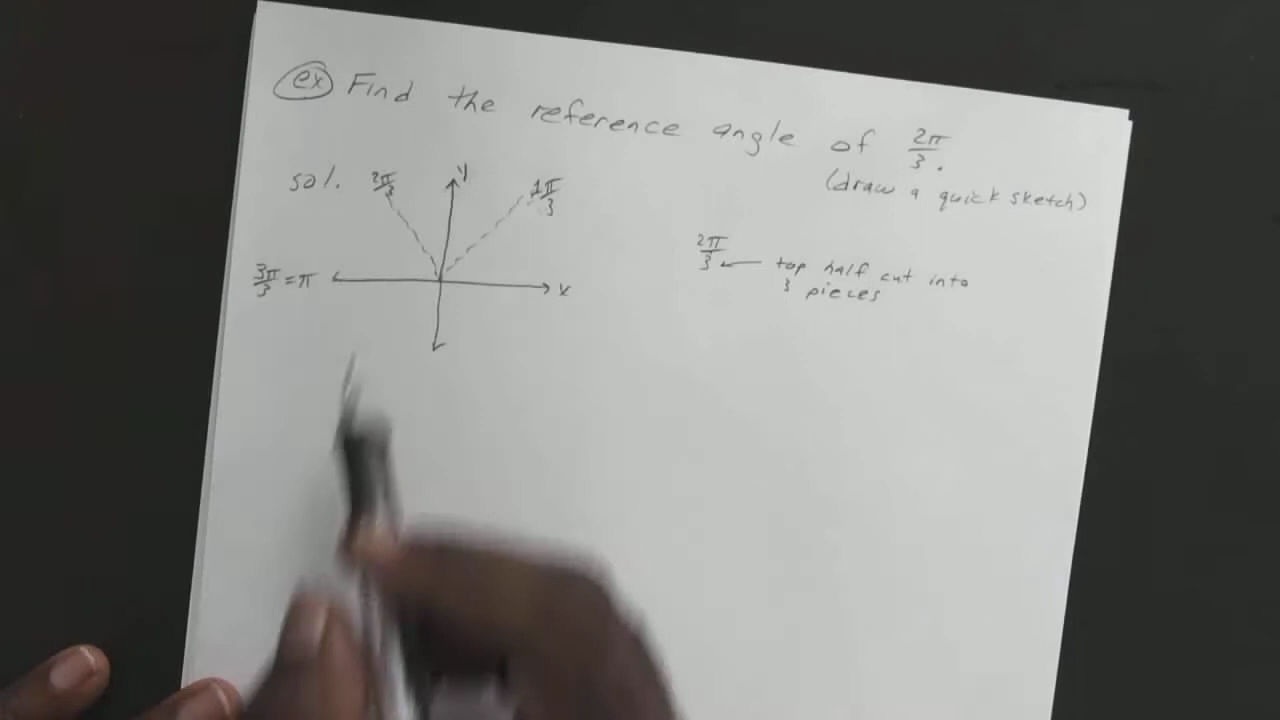 ex Find the reference angle of 2π/3.
(draw a quick sketch)
sol. 2π/3 y 1π/3
2π/3 ← top half cut into
3 pieces
3π/3 = π x